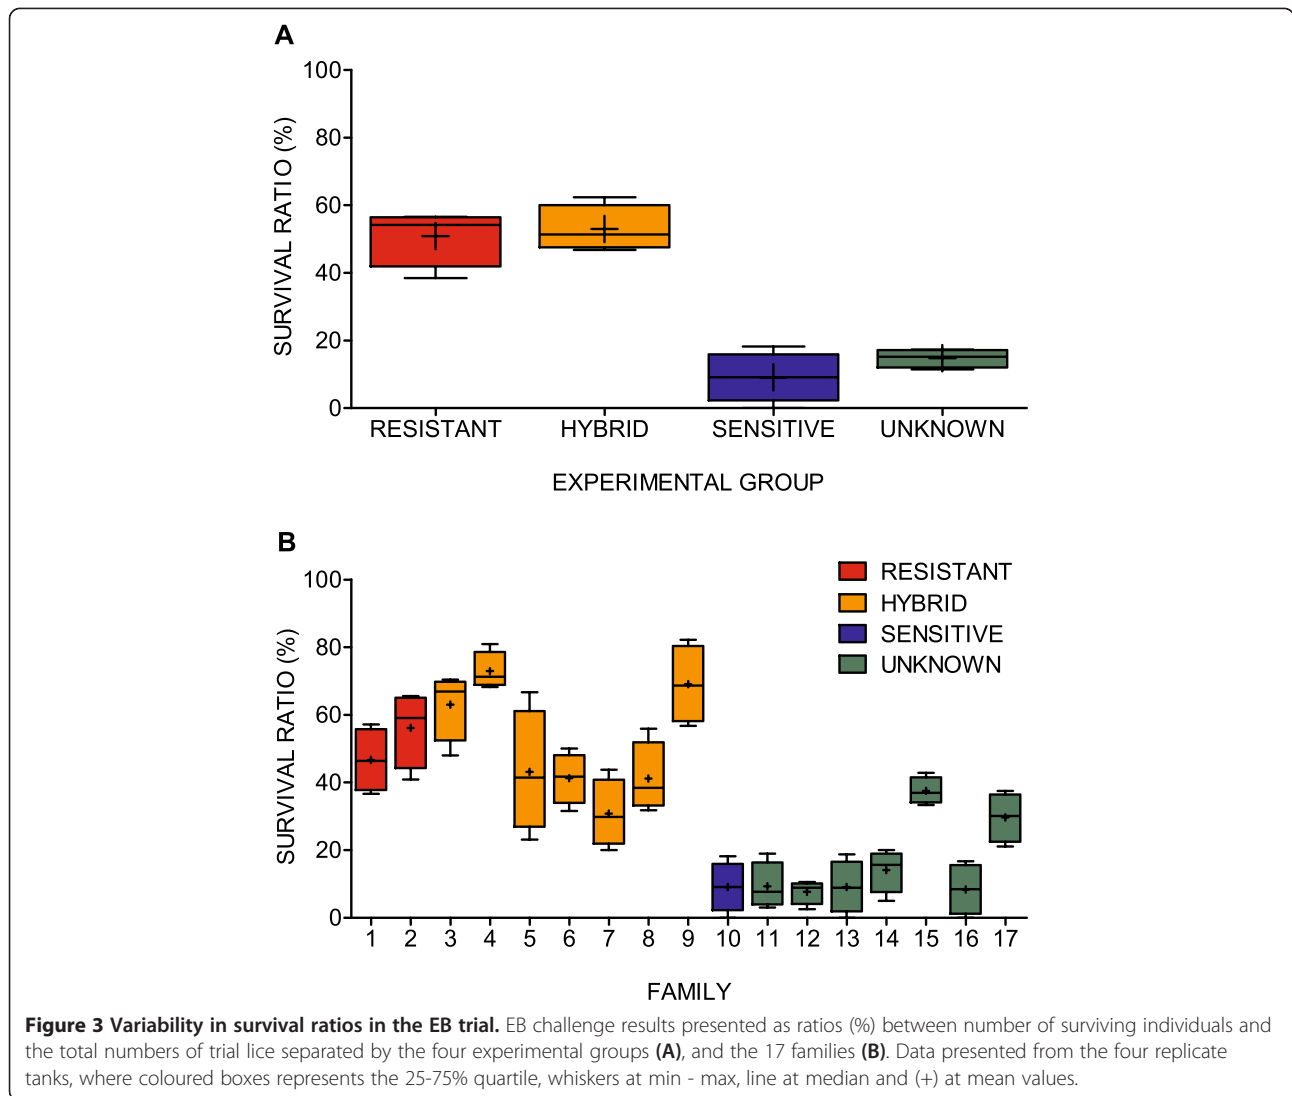 A
100
80
60
40
20
0
SURVIVAL RATIO (%)
RESISTANT HYBRID SENSITIVE UNKNOWN
EXPERIMENTAL GROUP
B
RESISTANT
HYBRID
SENSITIVE
UNKNOWN
100
80
60
40
20
0
SURVIVAL RATIO (%)
1 2 3 4 5 6 7 8 9 10 11 12 13 14 15 16 17
FAMILY
Figure 3 Variability in survival ratios in the EB trial. EB challenge results presented as ratios (%) between number of surviving individuals and
the total numbers of trial lice separated by the four experimental groups (A), and the 17 families (B). Data presented from the four replicate
tanks, where coloured boxes represents the 25-75% quartile, whiskers at min - max, line at median and (+) at mean values.